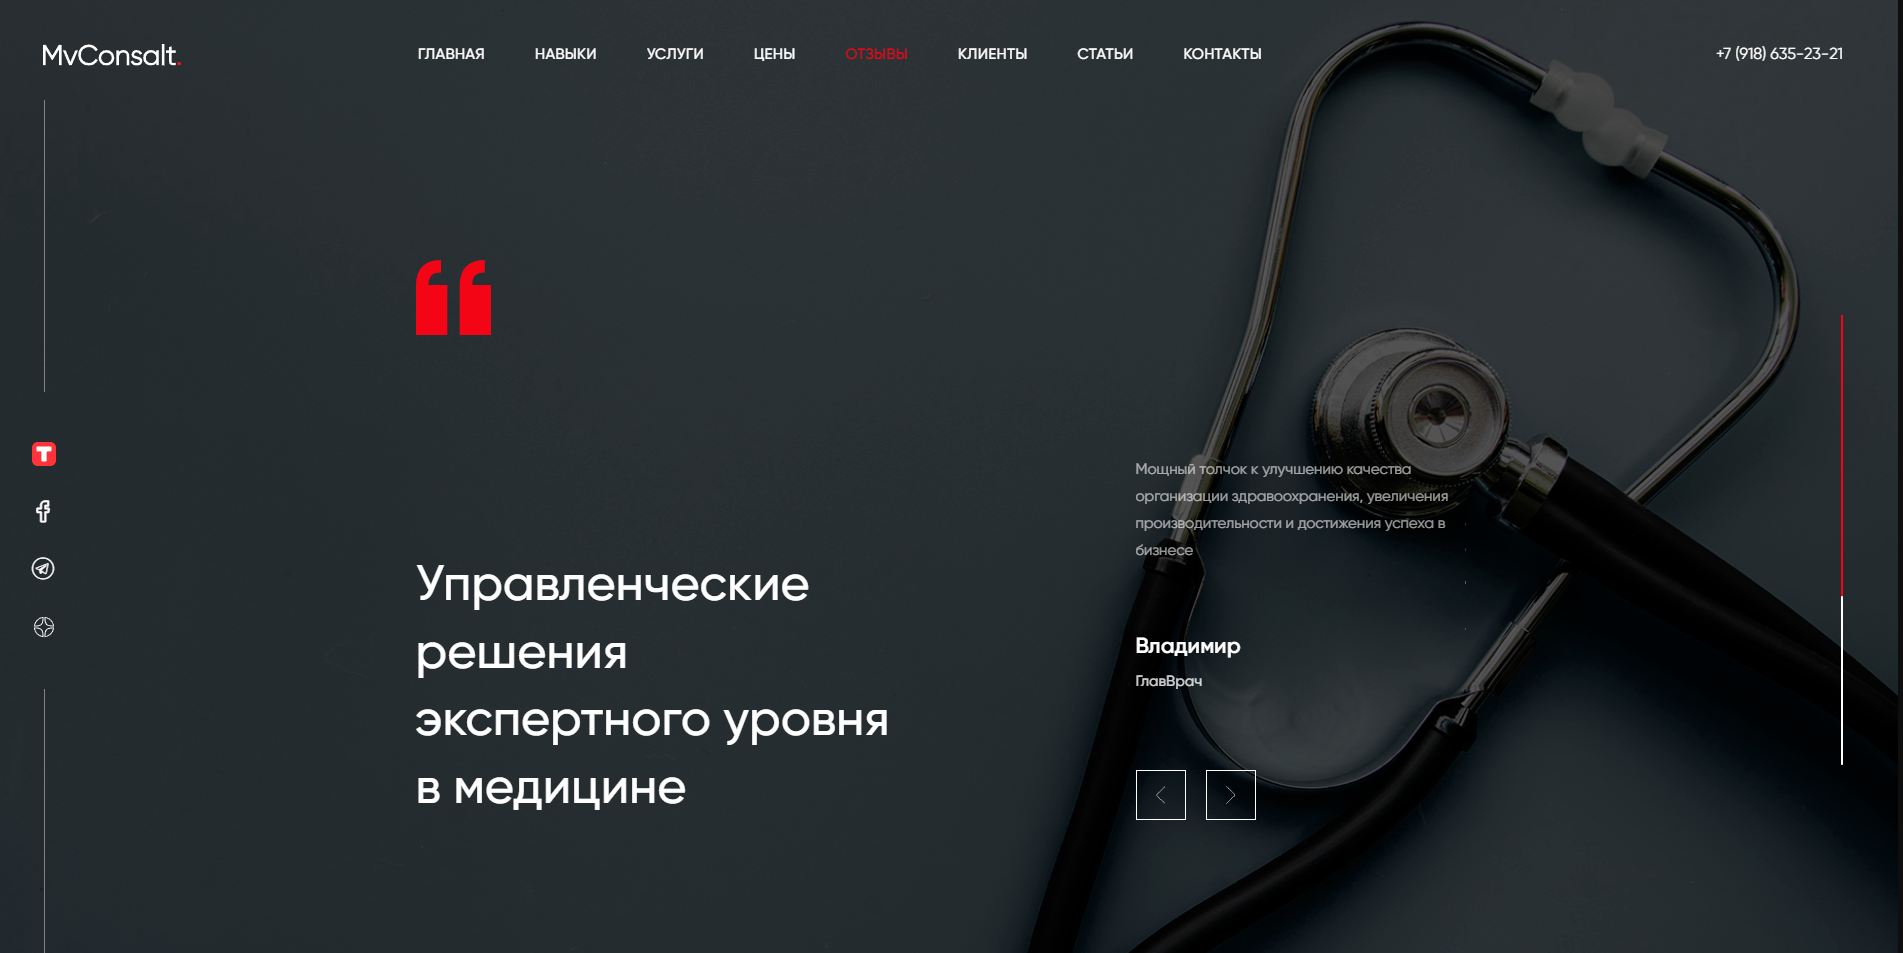 MvConsalt.
ГЛАВНАЯ
НАВЫКИ
УСЛУГИ
ЦЕНЫ
ОТЗЫВЫ
КЛИЕНТЫ
СТАТЬИ
КОНТАКТЫ
+7 (918) 635-23-21
Управленческие
решения
экспертного уровня
в медицине
Мощный толчок к улучшению качества
организации здравоохранения, увеличения
производительности и достижения успеха в
бизнесе
Владимир
ГлавВрач